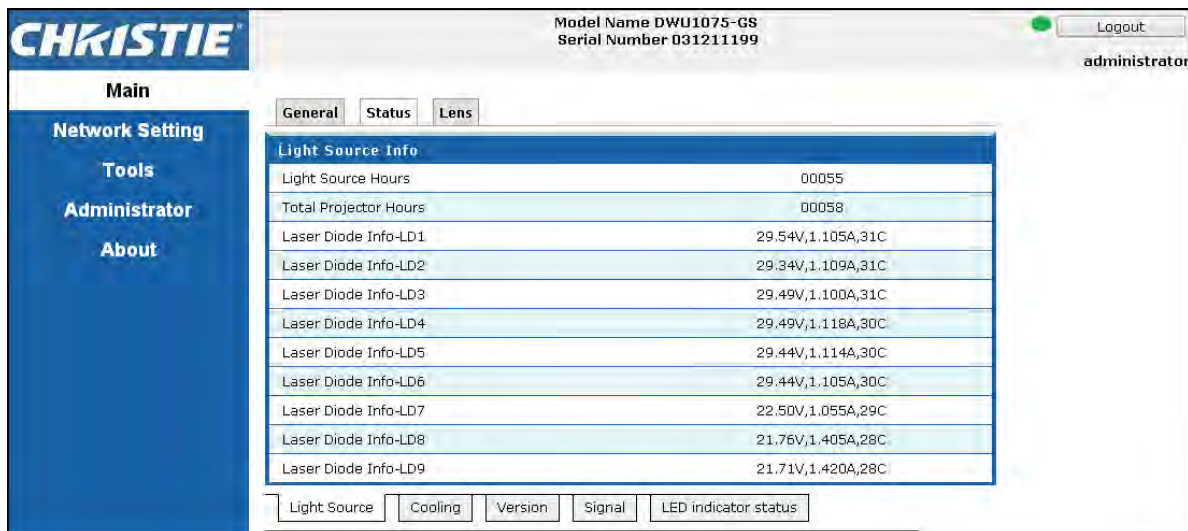 CHRISTIE
Model Name DWU1075-GS
Serial Number 031211199
Logout
administrator
Main
Network Setting
Tools
Administrator
About
General Status Lens
Light Source Info
Light Source Hours 00055
Total Projector Hours 00058
Laser Diode Info-LD1 29.54V,1.105A,31C
Laser Diode Info-LD2 29.34V,1.109A,31C
Laser Diode Info-LD3 29.49V,1.100A,31C
Laser Diode Info-LD4 29.49V,1.118A,30C
Laser Diode Info-LD5 29.44V,1.114A,30C
Laser Diode Info-LD6 29.44V,1.105A,30C
Laser Diode Info-LD7 22.50V,1.055A,29C
Laser Diode Info-LD8 21.76V,1.405A,28C
Laser Diode Info-LD9 21.71V,1.420A,28C
Light Source Cooling Version Signal LED indicator status